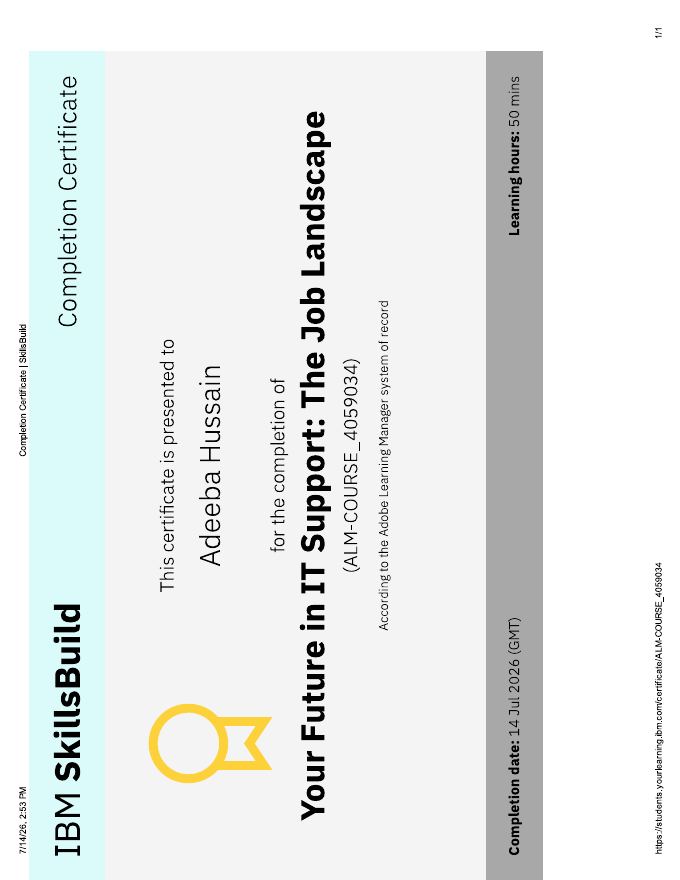 7/14/26, 2:53 PM
Completion Certificate | SkillsBuild
IBM SkillsBuild
Completion Certificate
This certificate is presented to
Adeeba Hussain
for the completion of
Your Future in IT Support: The Job Landscape
(ALM-COURSE_4059034)
According to the Adobe Learning Manager system of record
Completion date: 14 Jul 2026 (GMT)
Learning hours: 50 mins
https://students.yourlearning.ibm.com/certificate/ALM-COURSE_4059034
1/1